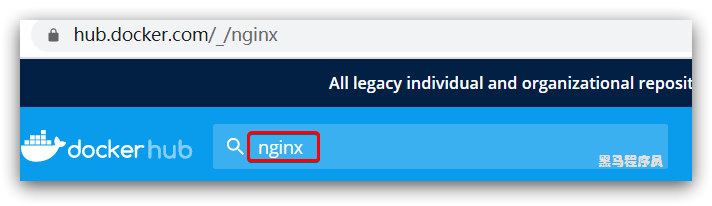 hub.docker.com/_/nginx
All legacy individual and organizational reposit
docker hub
nginx
黑马程序员